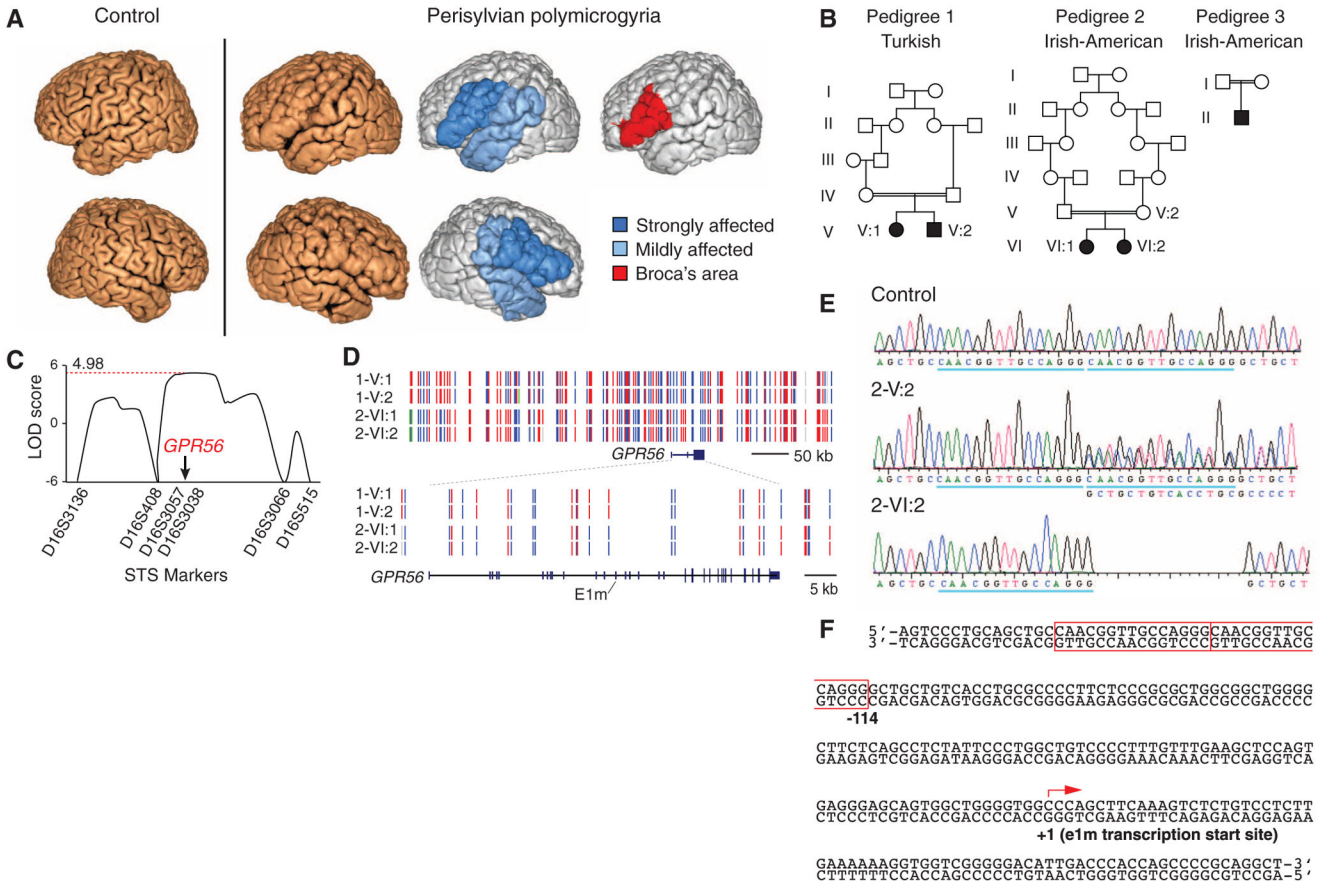 A
Control
Perisylvian polymicrogyria
Strongly affected
Mildly affected
Broca's area
B
Pedigree 1
Turkish
Pedigree 2
Irish-American
Pedigree 3
Irish-American
I
II
III
IV
V
V:1
V:2
I
II
III
IV
V
V:2
VI
VI:1
VI:2
I
II
C
LOD score
6
4.98
0
-6
GPR56
D16S3136
D16S408
D16S3057
D16S3038
D16S3066
D16S515
STS Markers
D
1-V:1
1-V:2
2-VI:1
2-VI:2
GPR56
50 kb
1-V:1
1-V:2
2-VI:1
2-VI:2
GPR56
E1m
5 kb
E
Control
AGCTGCCAACGGTTGCCAGGGCAACGGTTGCCAGGGGCTGCT
2-V:2
AGCTGCCAACGGTTGCCAGGGCAACGGTTGCCAGGGGCTGCT
GCTGCTGTCACCTGCGCCCCT
2-VI:2
AGCTGCCAACGGTTGCCAGGG GCTGCT
F
5'-AGTCCCTGCAGCTGCCAACGGTTGCCAGGGCAACGGTTGC
3'-TCAGGGACGTCGACGGTTGCCAACGGTCCCGTTGCCAACG
CAGGGGCTGCTGTCACCTGCGCCCCTTCTCCCGCGCTGGCGGCTGGGG
GTCCCCGACGACAGTGGACGCGGGGAAGAGGGCGCGACCGCCGACCCC
-114
CTTCTCAGCCTCTATTCCCTGGCTGTCCCCTTTGTTTGAAGCTCCAGT
GAAGAGTCGGAGATAAGGGACCGACAGGGGAAACAAACTTCGAGGTCA
GAGGGAGCAGTGGCTGGGGTGGCCCAGCTTCAAAGTCTCTGTCCTCTT
CTCCCTCGTCACCGACCCCACCGGGTCGAAGTTTCAGAGACAGGAGAA
+1 (e1m transcription start site)
GAAAAAAGGTGGTCGGGGGACATTGACCCACCAGCCCCGCAGGCT-3'
CTTTTTTCCACCAGCCCCCTGTAACTGGGTGGTCGGGGCGTCCGA-5'